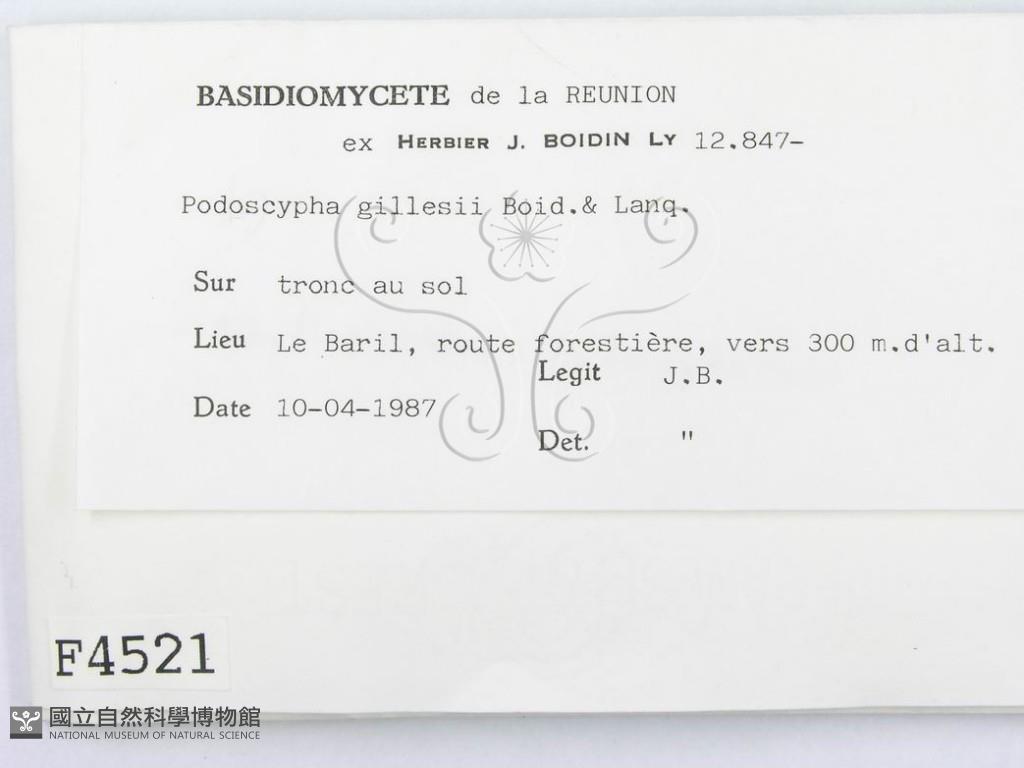 BASIDIOMYCETE de la REUNION
ex HERBIER J. BOIDIN LY 12.847-
Podoscypha gillesii Boid.& Lanq.
Sur tronc au sol
Lieu Le Baril, route forestière, vers 300 m.d'alt.
Legit J.B.
Date 10-04-1987
Det. "
F4521
國立自然科學博物館
NATIONAL MUSEUM OF NATURAL SCIENCE